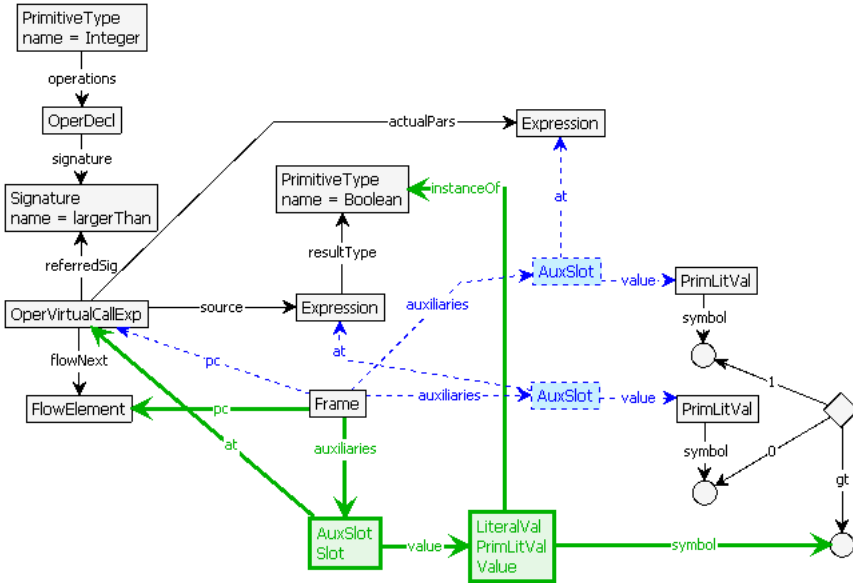 PrimitiveType
name = Integer
operations
OperDecl
actualPars
Expression
signature
PrimitiveType
name = Boolean
instanceOf
Signature
name = largerThan
at
resultType
referredSig
AuxSlot
value
PrimLitVal
OperVirtualCallExp
source
Expression
auxiliaries
symbol
flowNext
pc
at
1
FlowElement
pc
Frame
auxiliaries
AuxSlot
value
PrimLitVal
at
auxiliaries
symbol
0
gt
AuxSlot
Slot
value
LiteralVal
PrimLitVal
Value
symbol